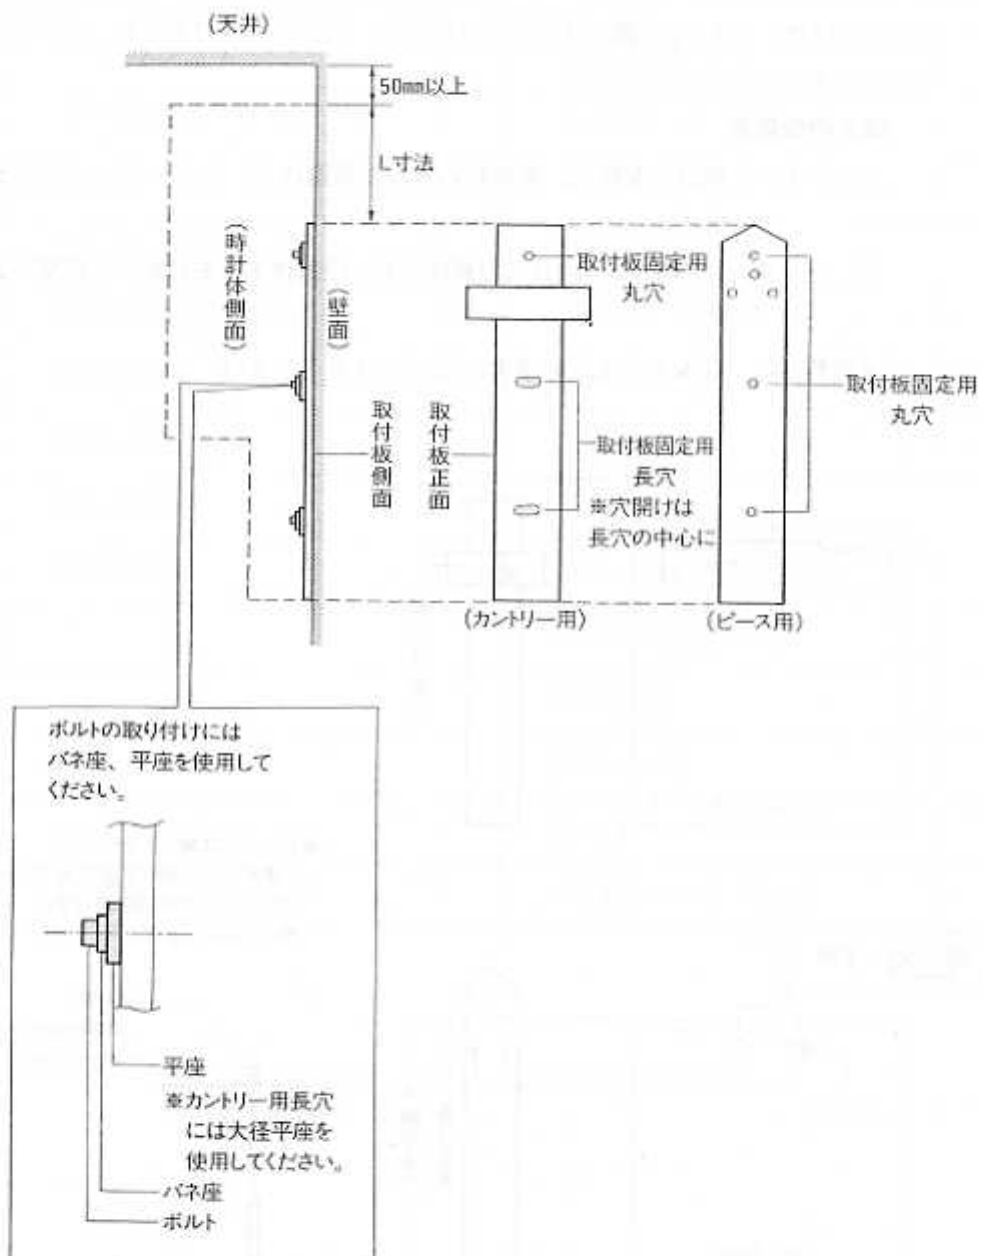 (天井)
50mm以上
L寸法
(時計体側面)
(壁面)
取付板側面
取付板正面
取付板固定用
丸穴
取付板固定用
長穴
※穴開けは
長穴の中心に
取付板固定用
丸穴
(カントリー用)
(ピース用)
ボルトの取り付けには
バネ座、平座を使用して
ください。
平座
※カントリー用長穴
には大径平座を
使用してください。
バネ座
ボルト